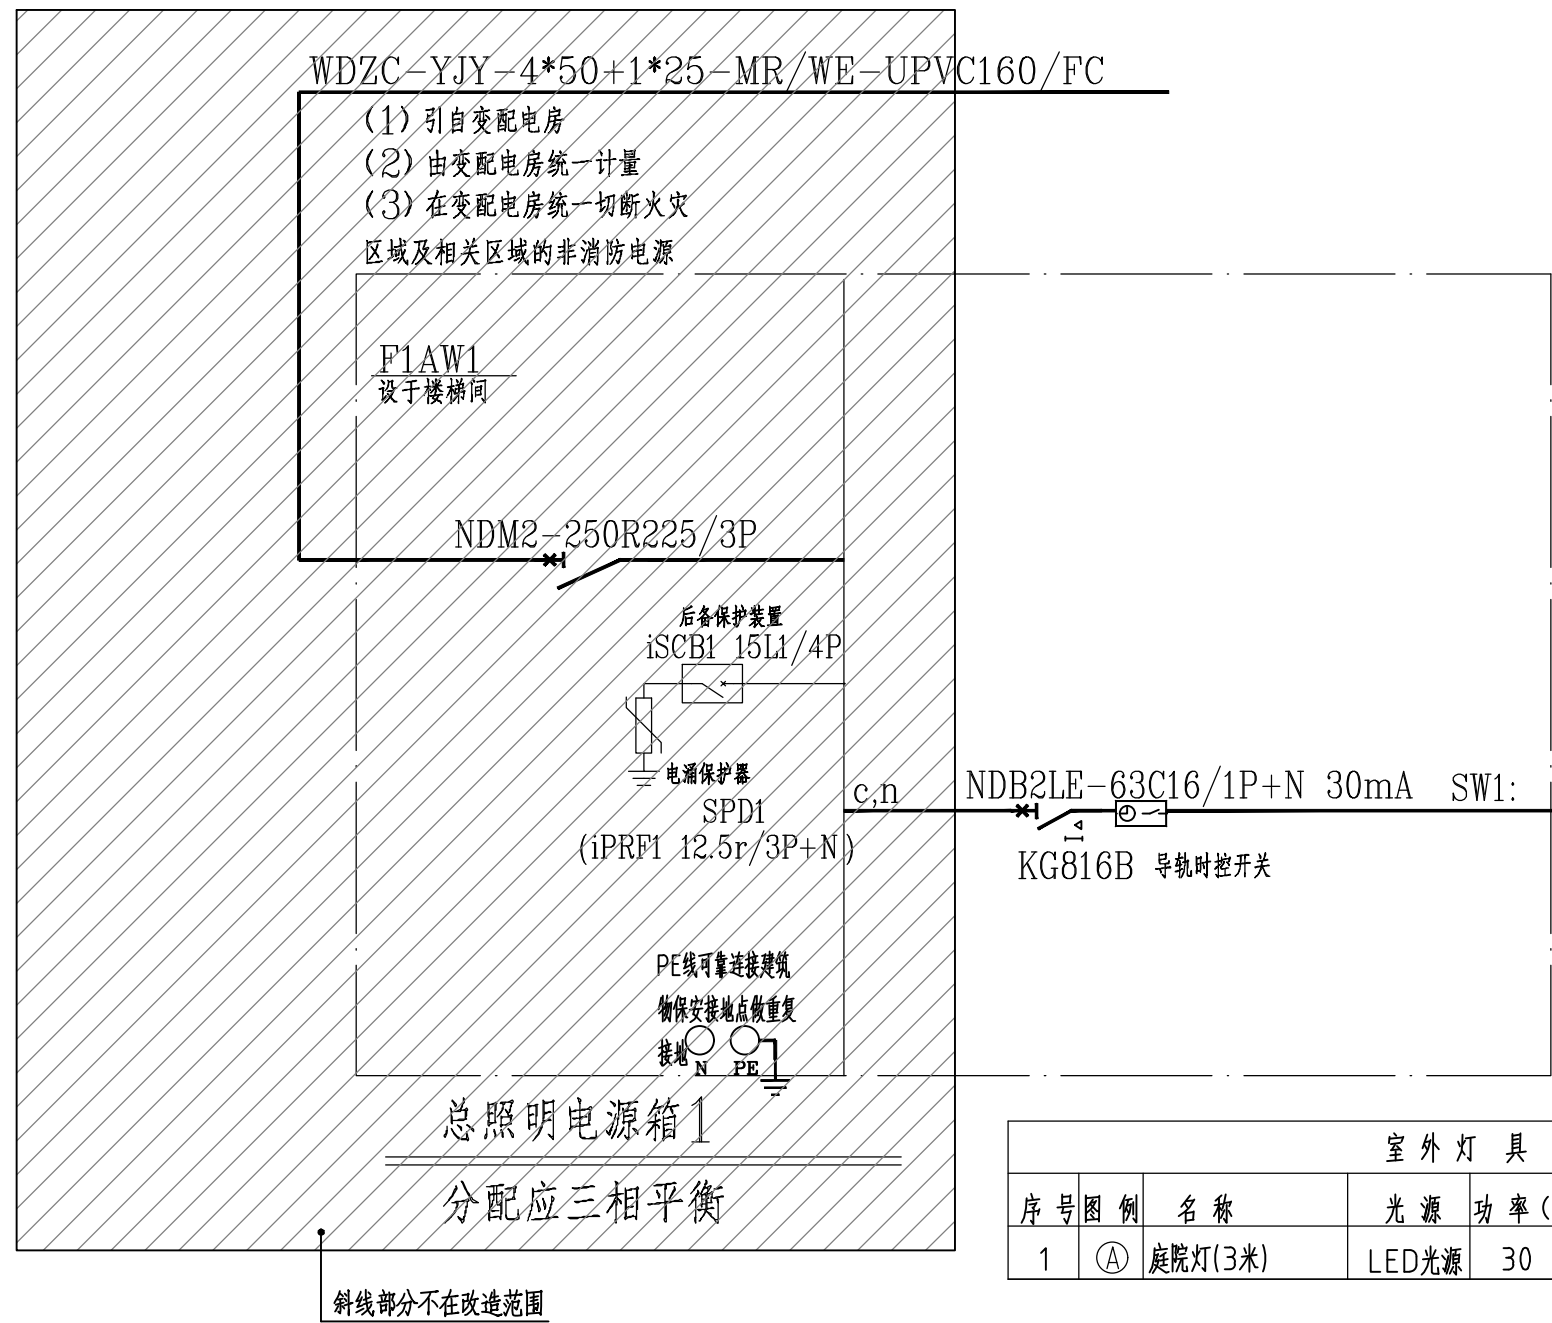 WDZC-YJY-4*50+1*25-MR/WE-UPVC160/FC
(1) 引自变配电房
(2) 由变配电房统一计量
(3) 在变配电房统一切断火灾
区域及相关区域的非消防电源
F1AW1
设于楼梯间
NDM2-250R225/3P
后备保护装置
iSCB1 15L1/4P
电涌保护器
SPD1
(iPRF1 12.5r/3P+N)
c,n
NDB2LE-63C16/1P+N 30mA
SW1:
KG816B 导轨时控开关
PE线可靠连接建筑
物保安接地点做重复
接地
N PE
总照明电源箱1
分配应三相平衡
斜线部分不在改造范围
室外灯具
序号 图例 名称 光源 功率(
1 A 庭院灯(3米) LED光源 30